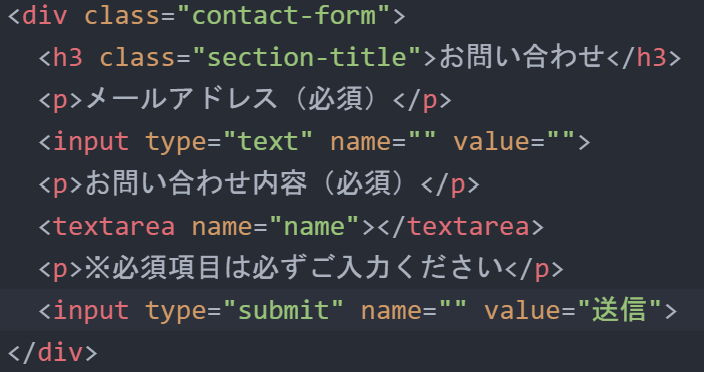 <div class="contact-form">
<h3 class="section-title">お問い合わせ</h3>
<p>メールアドレス（必須）</p>
<input type="text" name="" value="">
<p>お問い合わせ内容（必須）</p>
<textarea name="name"></textarea>
<p>※必須項目は必ずご入力ください</p>
<input type="submit" name="" value="送信">
</div>